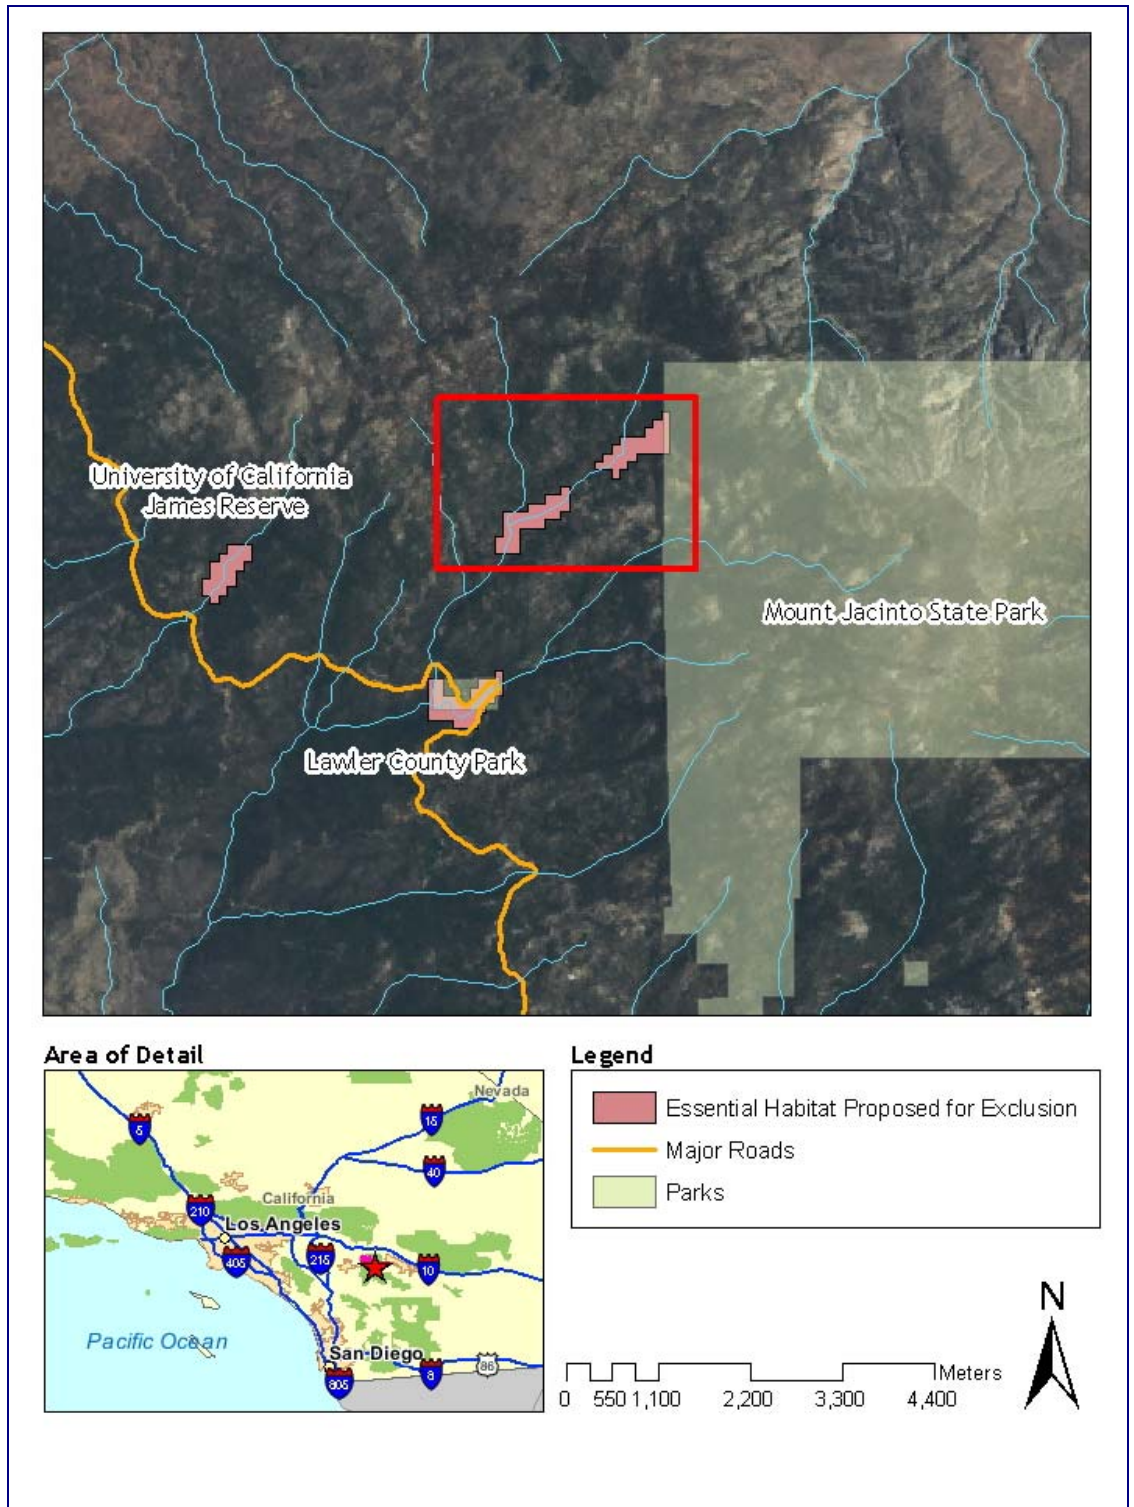 University of California
James Reserve
Mount Jacinto State Park
Lawler County Park
Area of Detail
Nevada
5
15
40
California
210
Los Angeles
405
215
10
Pacific Ocean
San Diego
86
8
805
Legend
Essential Habitat Proposed for Exclusion
Major Roads
Parks
N
Meters
0 550 1,100 2,200 3,300 4,400